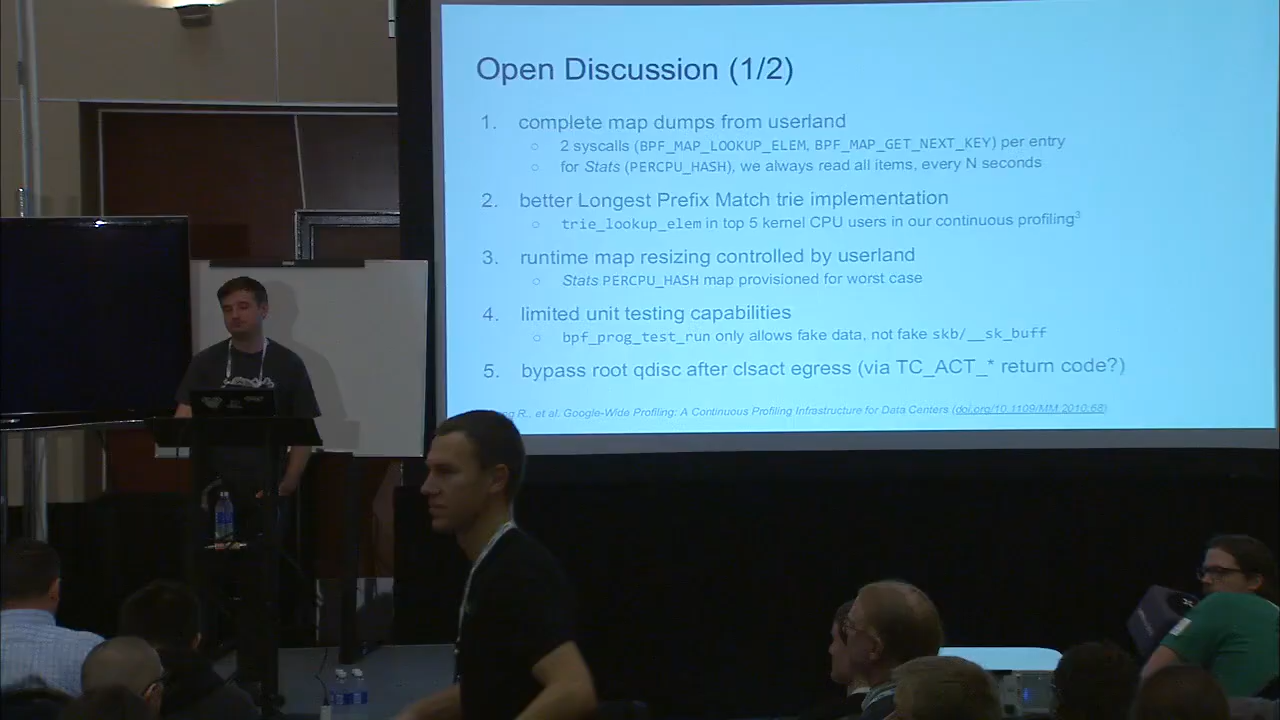 Open Discussion (1/2)
1. complete map dumps from userland
○ 2 syscalls (BPF_MAP_LOOKUP_ELEM, BPF_MAP_GET_NEXT_KEY) per entry
○ for Stats (PERCPU_HASH), we always read all items, every N seconds
2. better Longest Prefix Match trie implementation
○ trie_lookup_elem in top 5 kernel CPU users in our continuous profiling3
3. runtime map resizing controlled by userland
○ Stats PERCPU_HASH map provisioned for worst case
4. limited unit testing capabilities
○ bpf_prog_test_run only allows fake data, not fake skb/__sk_buff
5. bypass root qdisc after clsact egress (via TC_ACT_* return code?)
R., et al. Google-Wide Profiling: A Continuous Profiling Infrastructure for Data Centers (doi.org/10.1109/MM.2010.68)